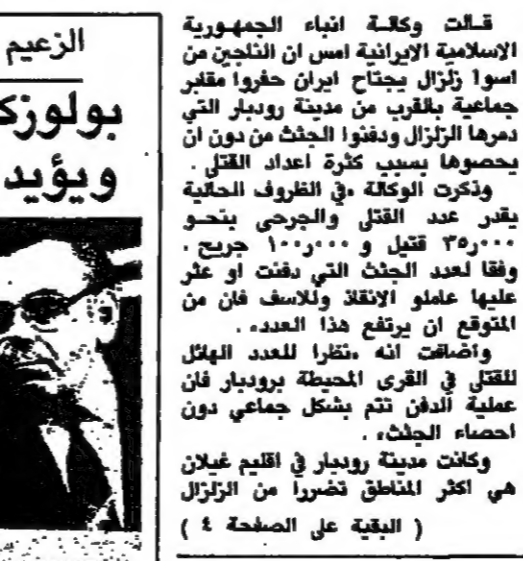 قالت وكالة انباء الجمهورية
الاسلامية الايرانية امس ان الناجين من
اسوا زلزال يجتاح ايران حفروا مقابر
جماعية بالقرب من مدينة رودبار التي
دمرها الزلزال ودفنوا الجثث من دون ان
يحصوها بسبب كثرة اعداد القتلى .
وذكرت الوكالة «في الظروف الحالية
يقدر عدد القتلى والجرحى بنحو
٣٥٫٠٠٠ قتيل و ١٠٠٫٠٠٠ جريح .
وفقا لعدد الجثث التي دفنت او عثر
عليها عاملو الانقاذ وللاسف فان من
المتوقع ان يرتفع هذا العدد» .
واضافت انه «نظرا للعدد الهائل
للقتلى في القرى المحيطة برودبار فان
عملية الدفن تتم بشكل جماعي دون
احصاء الجثث» .
وكانت مدينة رودبار في اقليم غيلان
هي اكثر المناطق تضررا من الزلزال
( البقية على الصفحة ٤ )
الزعيم
بولوزك
ويؤيد